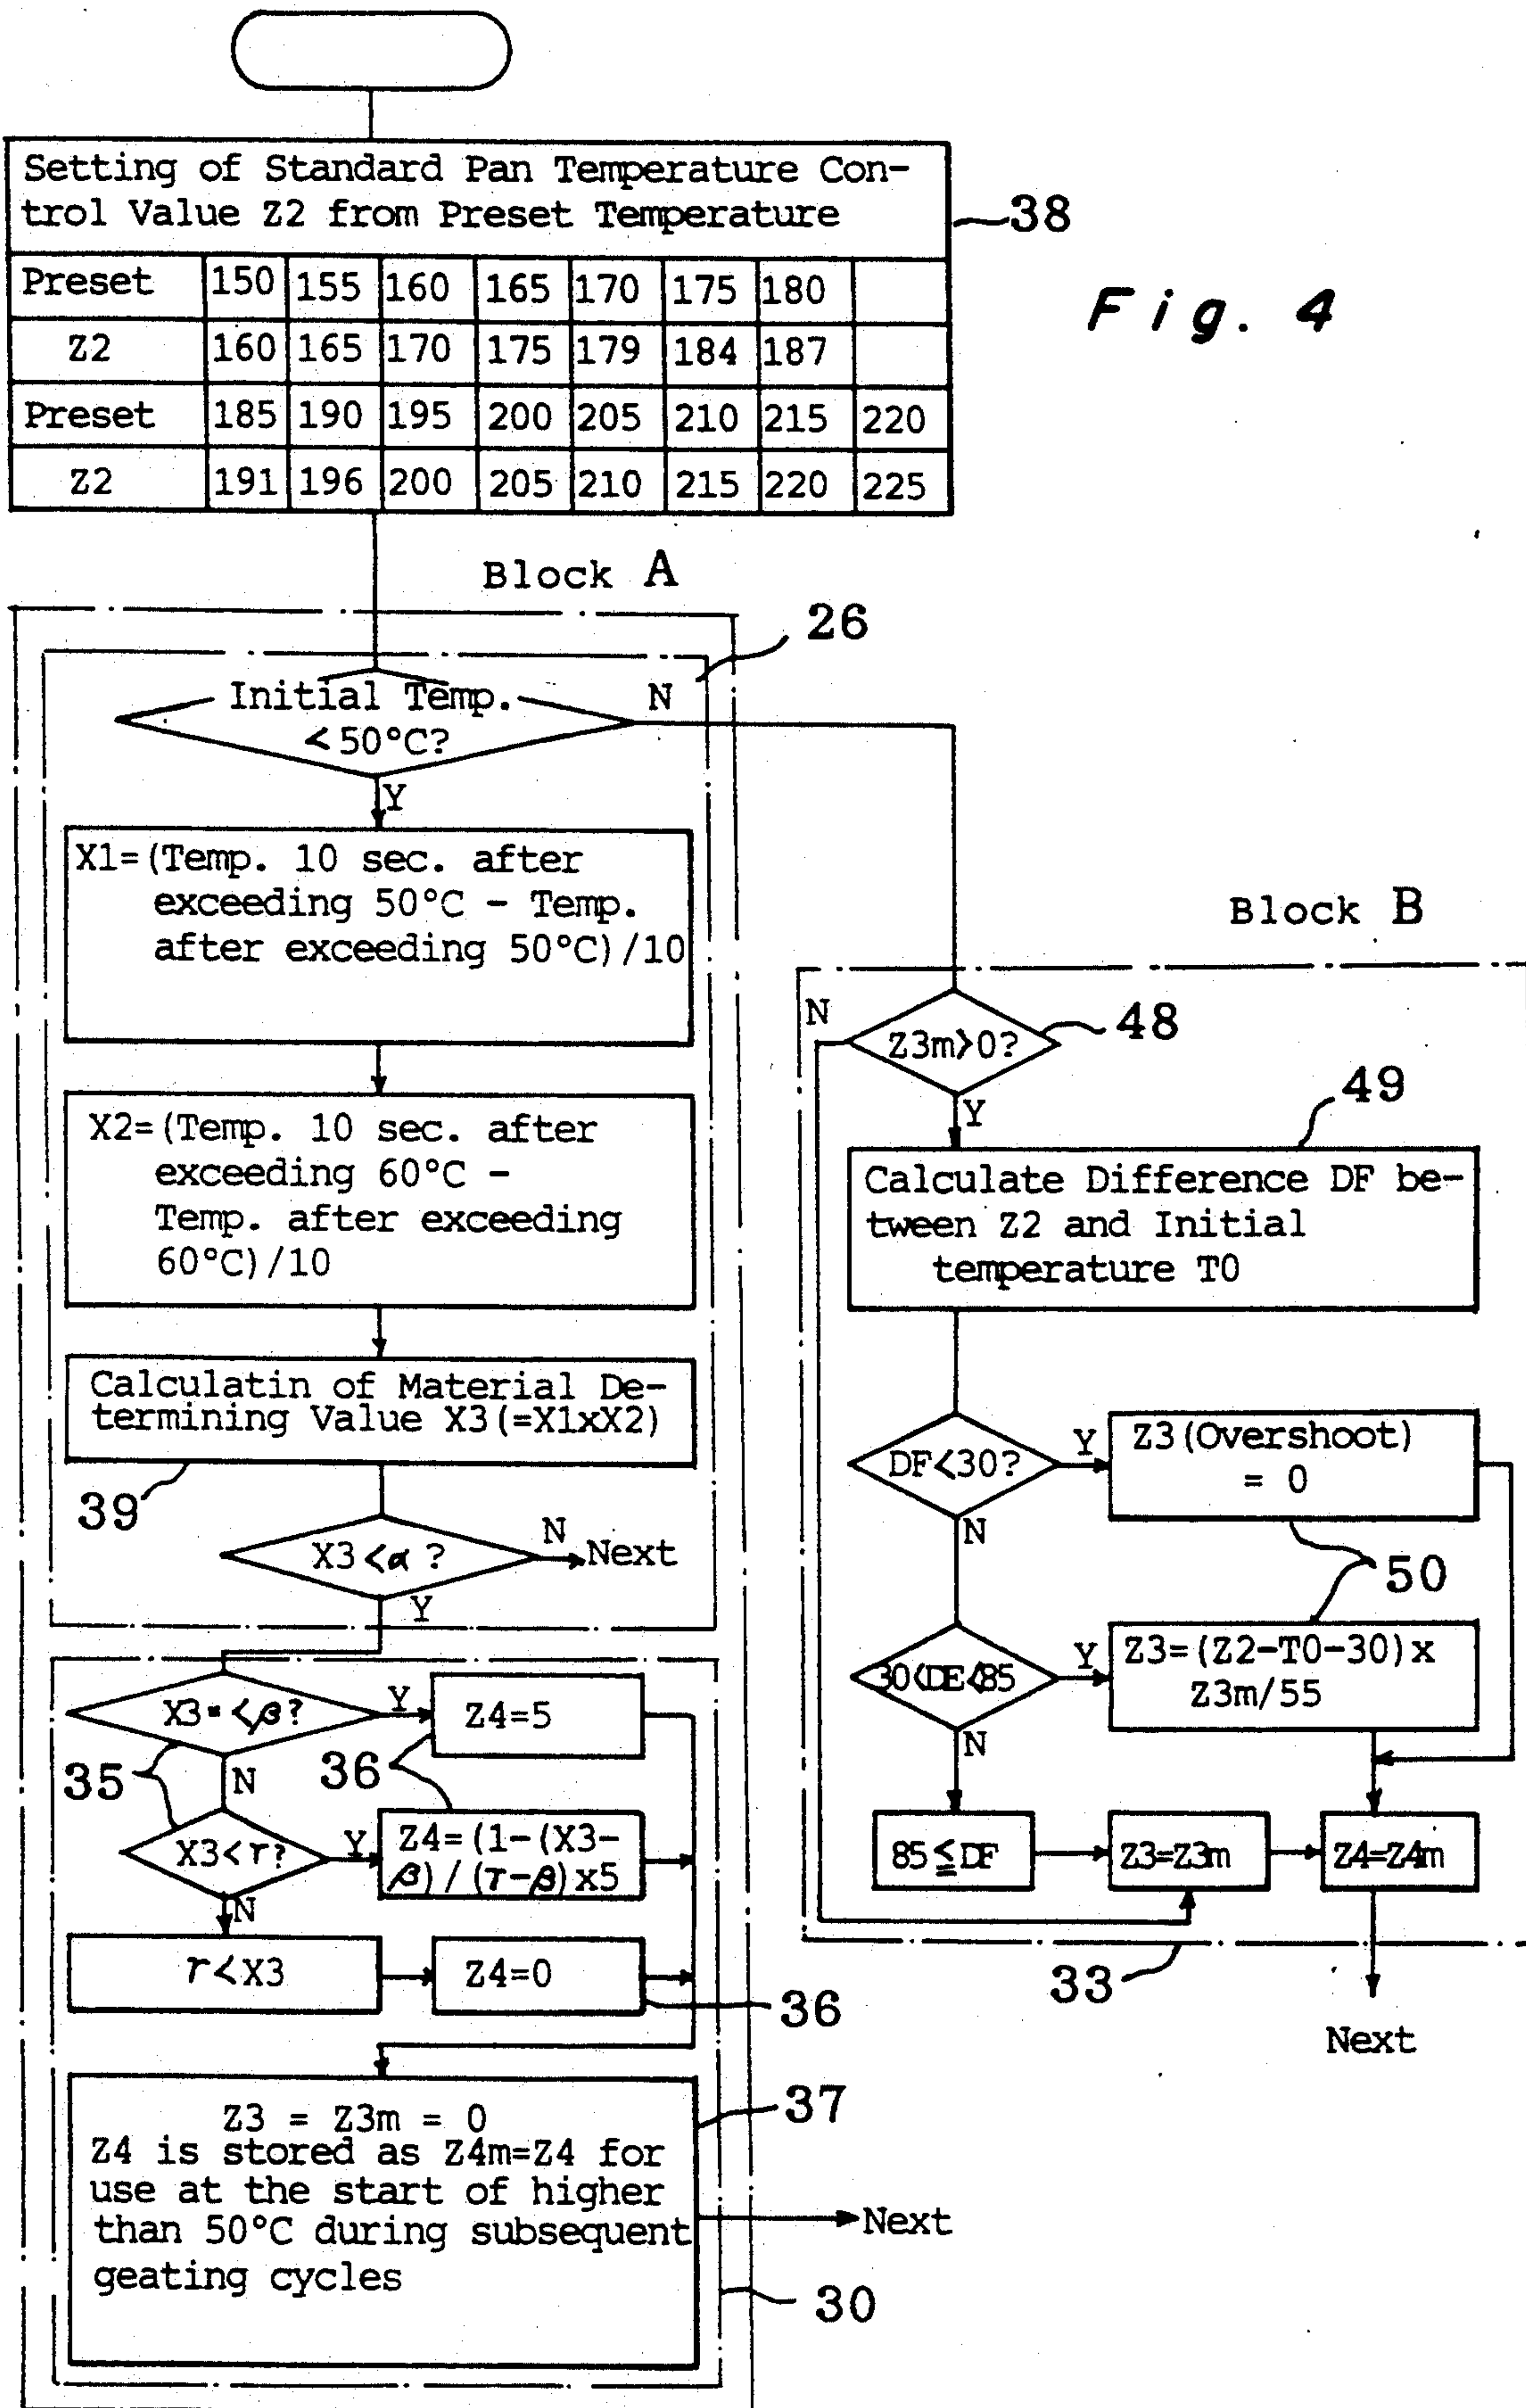 Setting of Standard Pan Temperature Con-
trol Value Z2 from Preset Temperature
38
Preset 150 155 160 165 170 175 180
Z2 160 165 170 175 179 184 187
Preset 185 190 195 200 205 210 215 220
Z2 191 196 200 205 210 215 220 225
Fig. 4
Block A
26
Initial Temp.
<50°C?
N
Y
X1=(Temp. 10 sec. after
exceeding 50°C - Temp.
after exceeding 50°C)/10
X2=(Temp. 10 sec. after
exceeding 60°C -
Temp. after exceeding
60°C)/10
Calculatin of Material De-
termining Value X3(=X1xX2)
39
X3<α?
N
Next
Y
X3=<β?
Y
Z4=5
35
N
36
X3<r?
Y
Z4=(1-(X3-
β)/(r-β)x5
N
r<X3
Z4=0
36
Z3 = Z3m = 0
Z4 is stored as Z4m=Z4 for
use at the start of higher
than 50°C during subsequent
geating cycles
37
Next
30
Block B
N
Z3m>0?
48
Y
49
Calculate Difference DF be-
tween Z2 and Initial
temperature T0
DF<30?
Y
Z3(Overshoot)
= 0
N
50
30<DE<85
Y
Z3=(Z2-T0-30)x
Z3m/55
N
85≦DF
Z3=Z3m
Z4=Z4m
33
Next